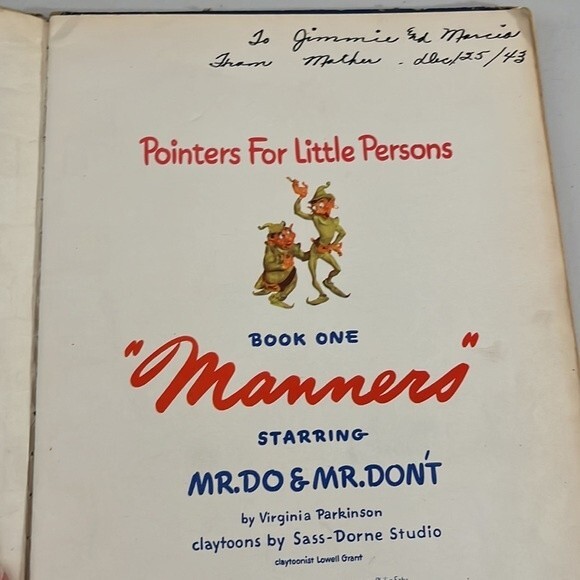 To Jimmie and Marcia
From Mother - Dec/25/43
Pointers For Little Persons
BOOK ONE
"Manners"
STARRING
MR.DO & MR.DON'T
by Virginia Parkinson
claytoons by Sass-Dorne Studio
claytoonist Lowell Grant